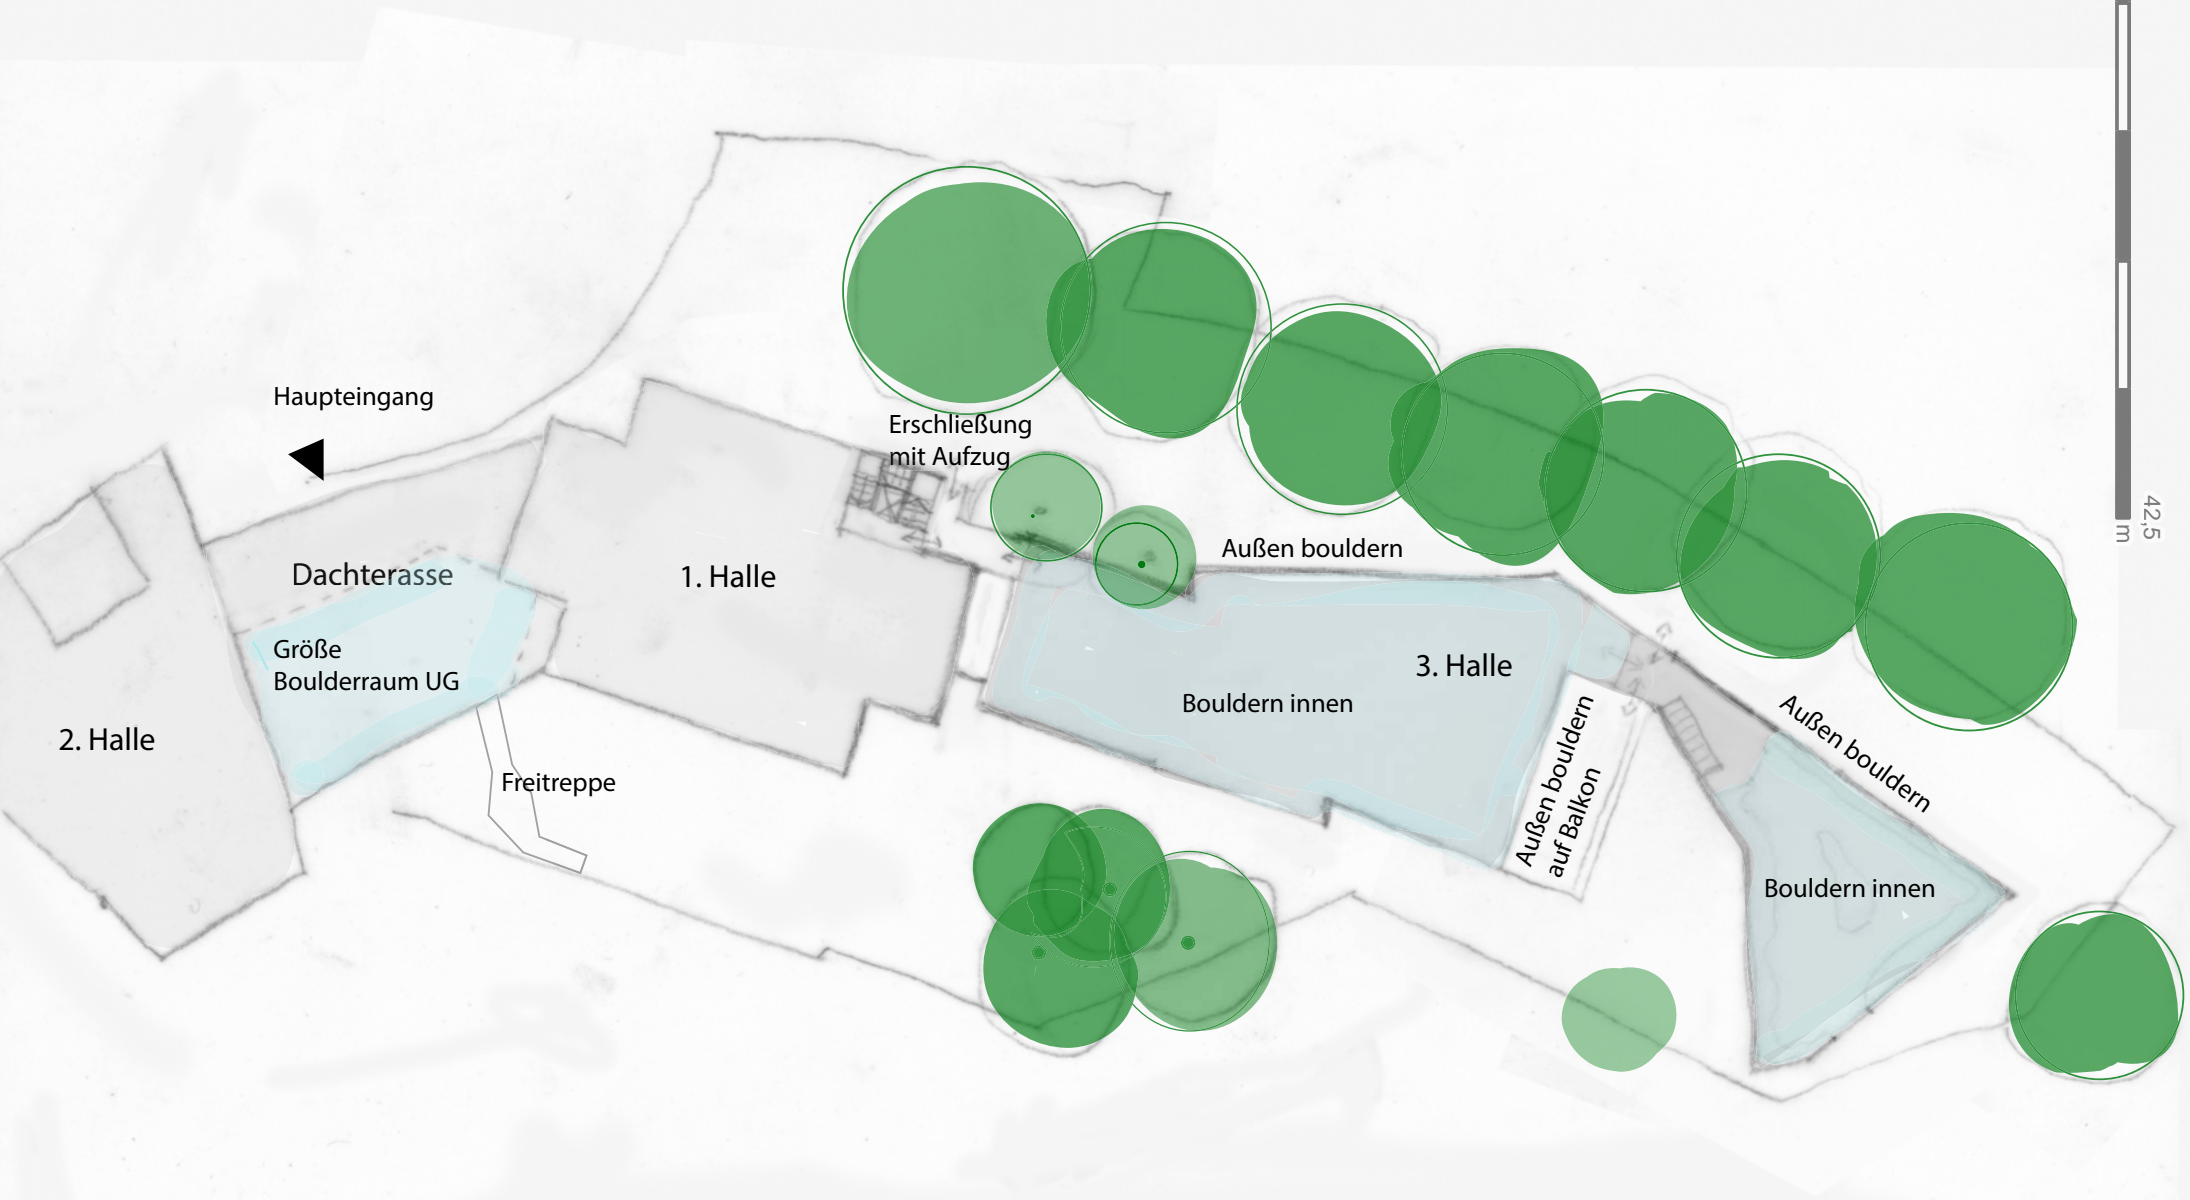 Haupteingang
Erschließung
mit Aufzug
Dachterasse
Größe
Boulderraum UG
1. Halle
2. Halle
Freitreppe
Außen bouldern
3. Halle
Bouldern innen
Außen bouldern
auf Balkon
Außen bouldern
Bouldern innen
42,5
m